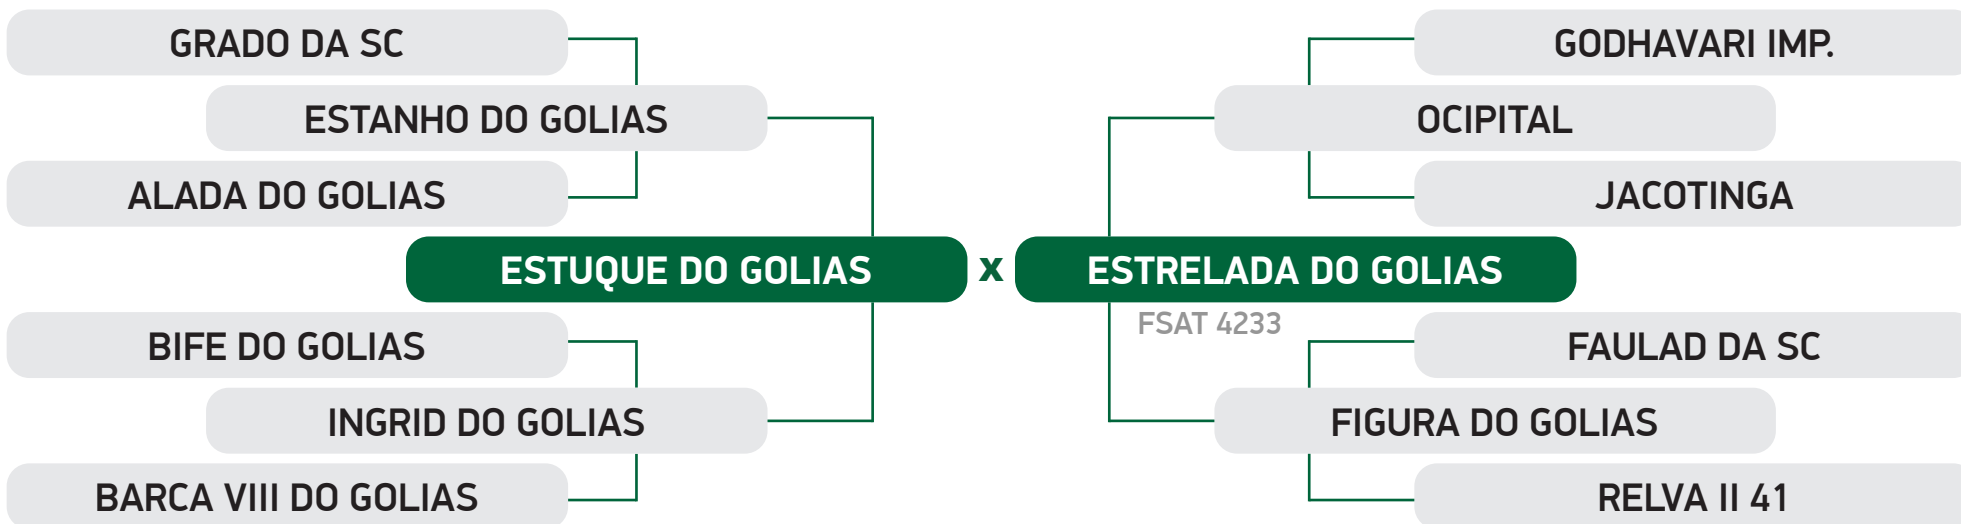 GRADO DA SC
GODHAVARI IMP.
ESTANHO DO GOLIAS
OCIPITAL
ALADA DO GOLIAS
JACOTINGA
ESTUQUE DO GOLIAS x ESTRELADA DO GOLIAS
FSAT 4233
BIFE DO GOLIAS
FAULAD DA SC
INGRID DO GOLIAS
FIGURA DO GOLIAS
BARCA VIII DO GOLIAS
RELVA II 41